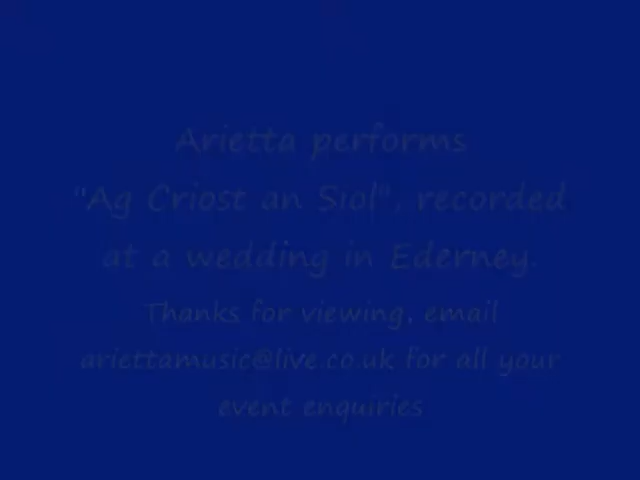 Arietta performs
"Ag Criost an Siol", recorded
at a wedding in Ederney.
Thanks for viewing, email
ariettamusic@live.co.uk for all your
event enquiries